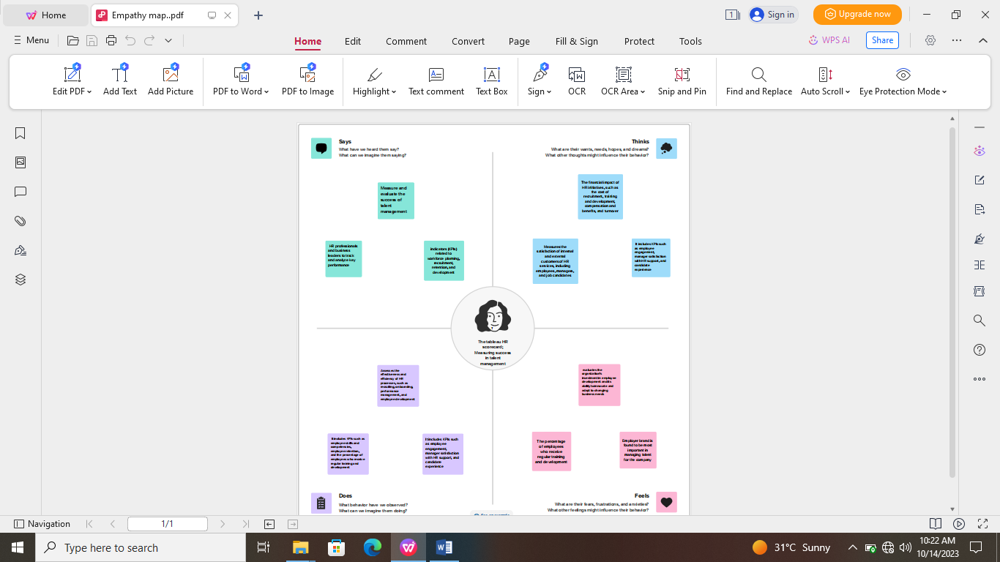 Home
Empathy map..pdf
1
Sign in
Upgrade now
Menu
Home
Edit
Comment
Convert
Page
Fill & Sign
Protect
Tools
WPS AI
Share
Edit PDF
Add Text
Add Picture
PDF to Word
PDF to Image
Highlight
Text comment
Text Box
Sign
OCR
OCR Area
Snip and Pin
Find and Replace
Auto Scroll
Eye Protection Mode
Says
What have we heard them say?
What can we imagine them saying?
Thinks
What are their wants, needs, hopes, and dreams?
What other thoughts might influence their behavior?
Measure and
evaluate the
success of
talent
management
The financial impact of
HR initiatives, such as
the cost of
recruitment, training
and development,
compensation and
benefits, and turnover
HR professionals
and business
leaders to track
and analyze key
performance
indicators (KPIs)
related to
workforce planning,
recruitment,
retention, and
development
Measures the
satisfaction of internal
and external
customers of HR
services, including
employees, managers,
and job candidates
It includes KPIs such
as employee
engagement,
manager satisfaction
with HR support, and
candidate
experience
The tableau HR
scorecard;
Measuring success
in talent
management
Assesses the
effectiveness and
efficiency of HR
processes, such as
recruiting, onboarding,
performance
management, and
employee development
evaluates the
organization's
investment in employee
development and its
ability to innovate and
adapt to changing
business needs
It includes KPIs such as
employee skills and
competencies,
employee retention,
and the percentage of
employees who receive
regular training and
development
It includes KPIs such
as employee
engagement,
manager satisfaction
with HR support, and
candidate
experience
The percentage
of employees
who receive
regular training
and development
Employer brand is
found to be most
important in
managing talent
for the company
Does
What behavior have we observed?
What can we imagine them doing?
Feels
What are their fears, frustrations, and anxieties?
What other feelings might influence their behavior?
Navigation
1/1
Type here to search
31°C Sunny
10:22 AM
10/14/2023